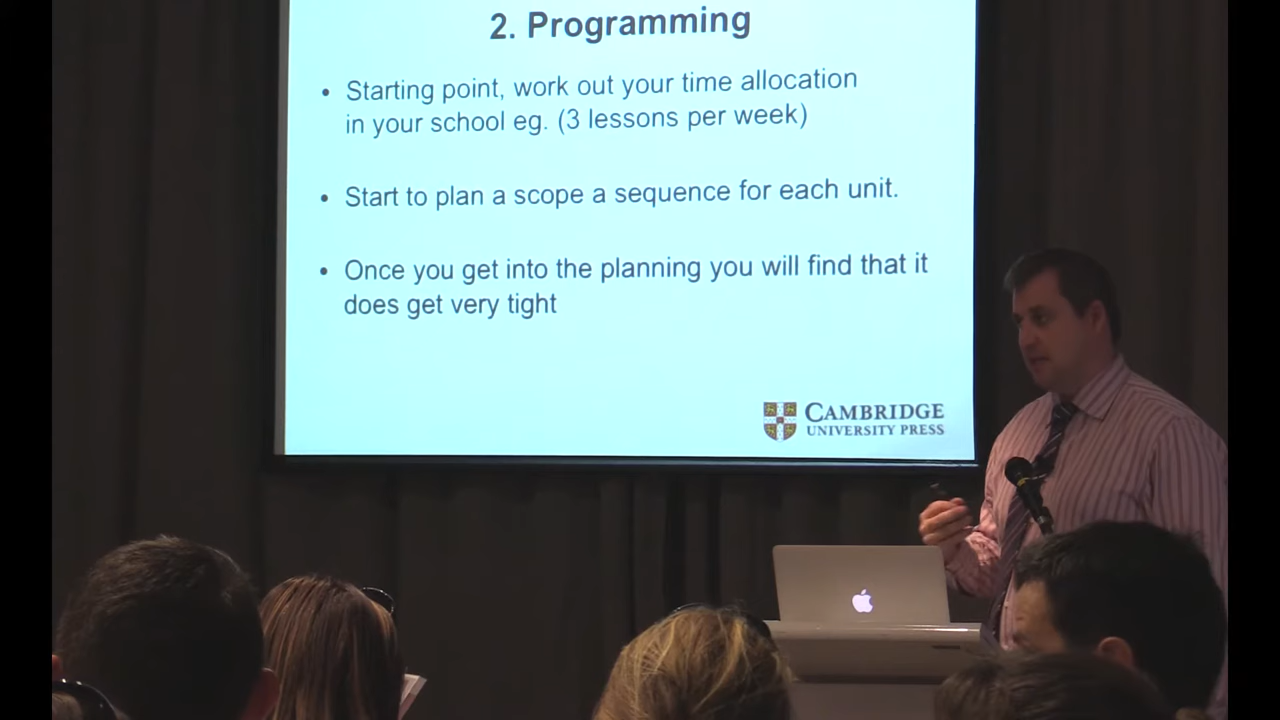 2. Programming
• Starting point, work out your time allocation
in your school eg. (3 lessons per week)
• Start to plan a scope a sequence for each unit.
• Once you get into the planning you will find that it
does get very tight
CAMBRIDGE
UNIVERSITY PRESS